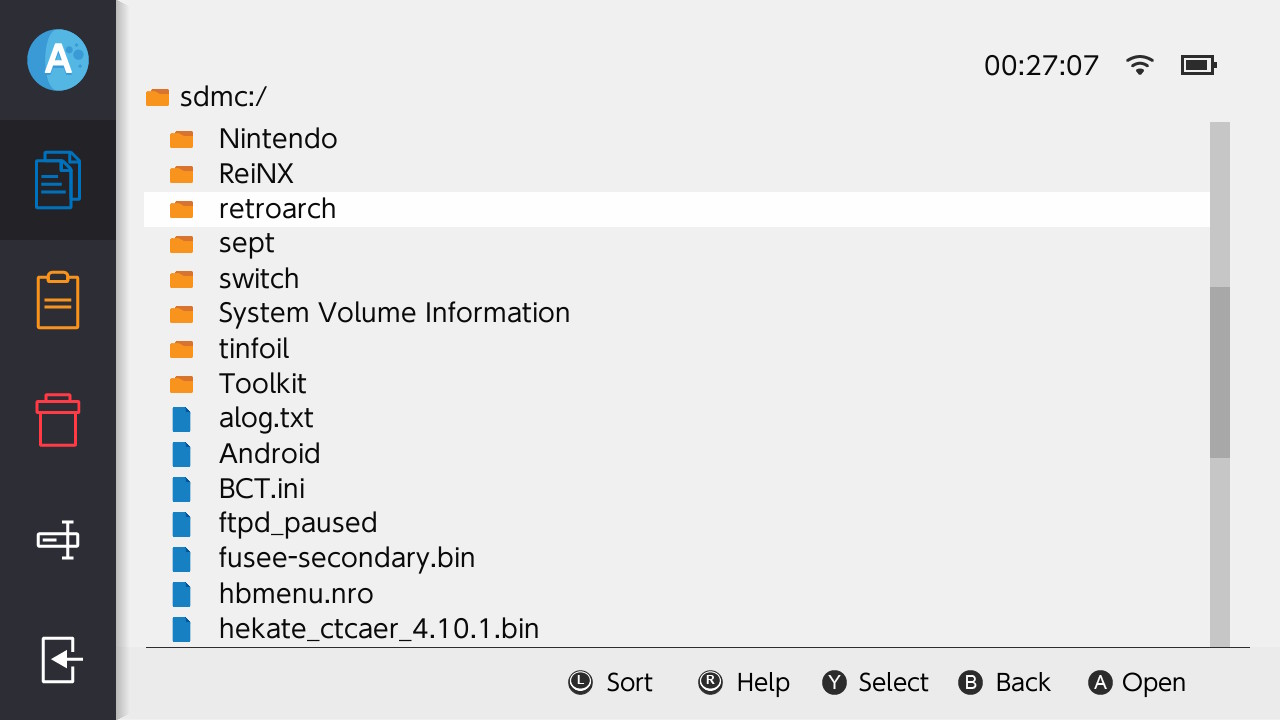 A
00:27:07
sdmc:/
Nintendo
ReiNX
retroarch
sept
switch
System Volume Information
tinfoil
Toolkit
alog.txt
Android
BCT.ini
ftpd_paused
fusee-secondary.bin
hbmenu.nro
hekate_ctcaer_4.10.1.bin
L Sort R Help Y Select B Back A Open